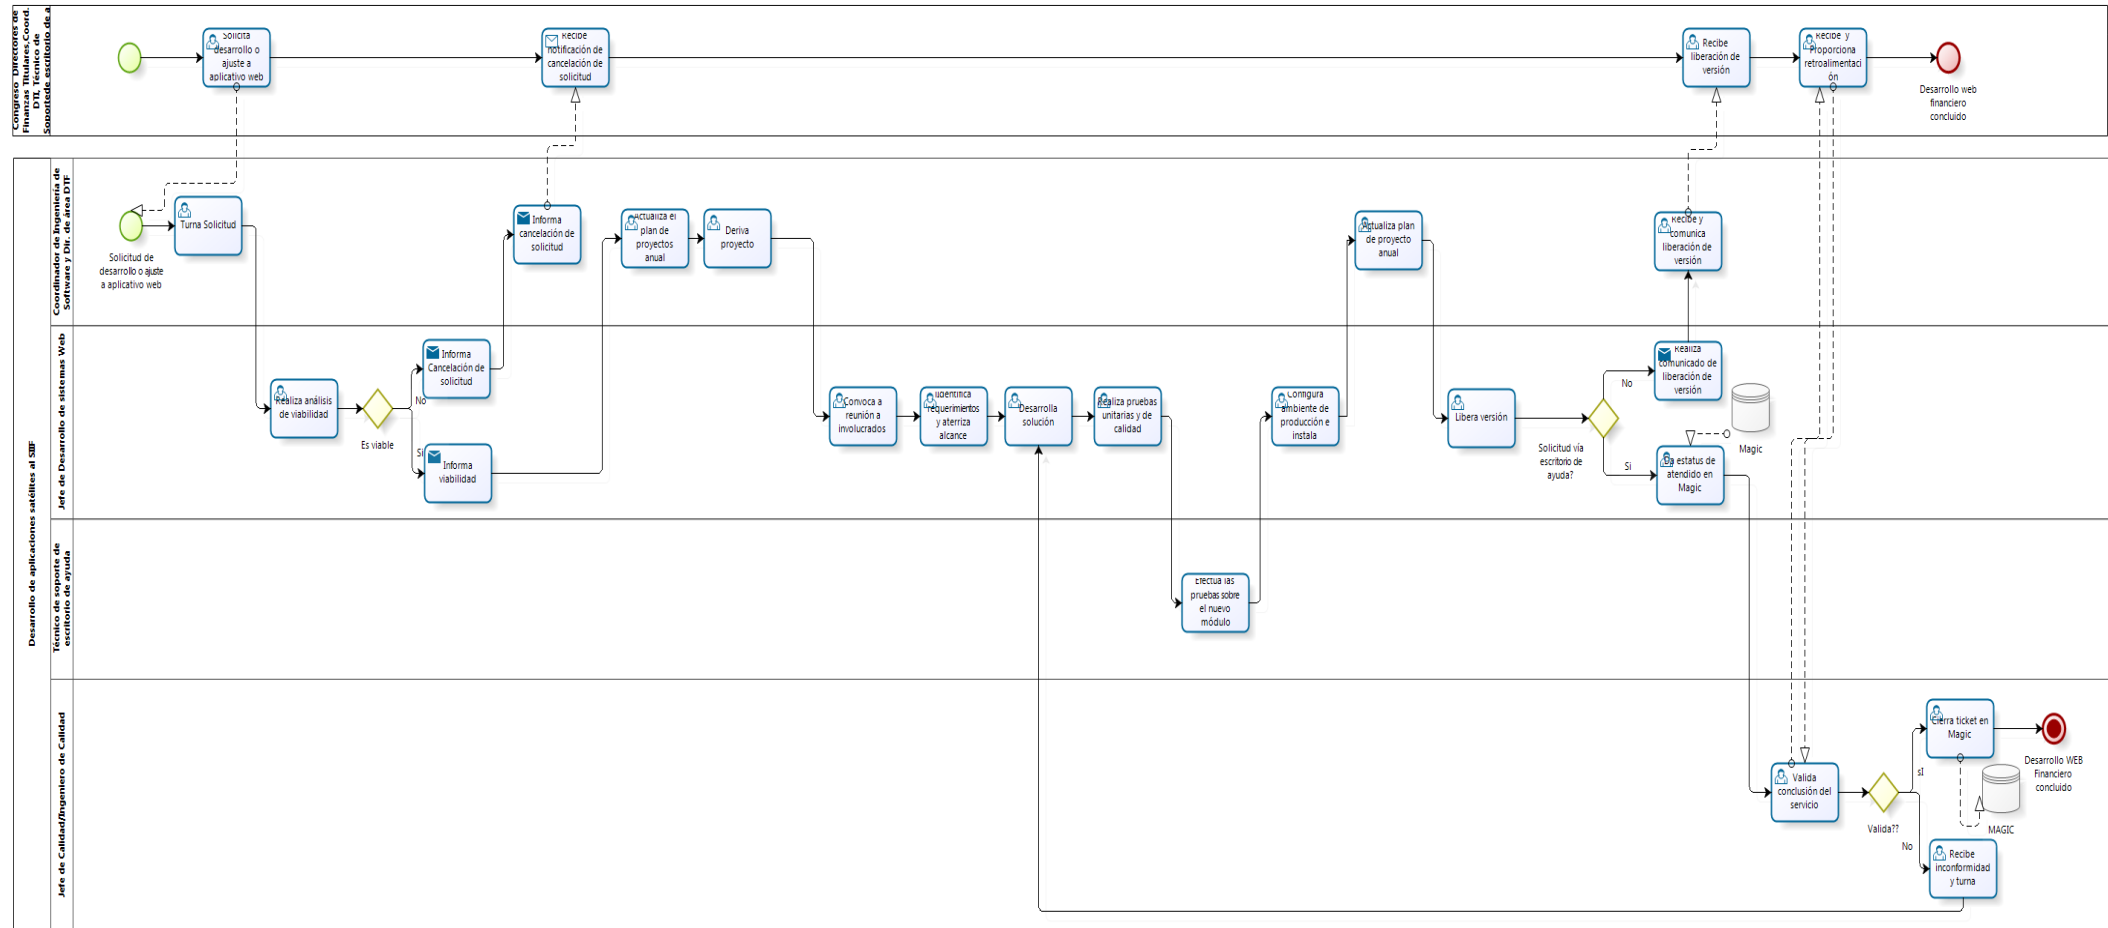 Congreso Directores de
Finanzas Titulares,Coord.
DTI, Técnico de
Soportede escritorio de a
Solicita
desarrollo o
ajuste a
aplicativo web
Recibe
notificación de
cancelación de
solicitud
Recibe
liberación de
versión
Recibe y
Proporciona
retroalimentaci
ón
Desarrollo web
financiero
concluido
Desarrollo de aplicaciones satélites al SIIF
Coordinador de Ingeniería de
Software y Dir. de área DTF
Solicitud de
desarrollo o ajuste
a aplicativo web
Turna Solicitud
Informa
cancelación de
solicitud
Actualiza el
plan de
proyectos
anual
Deriva
proyecto
Actualiza plan
de proyecto
anual
Recibe y
comunica
liberación de
versión
Jefe de Desarrollo de sistemas Web
Realiza análisis
de viabilidad
Es viable
No
Si
Informa
Cancelación de
solicitud
Informa
viabilidad
Convoca a
reunión a
involucrados
requerimientos
y aterriza
alcance
Desarrolla
solución
Realiza pruebas
unitarias y de
calidad
Configura
ambiente de
producción e
instala
Libera versión
Solicitud vía
escritorio de
ayuda?
No
Si
Realiza
comunicado de
liberación de
versión
Magic
Da estatus de
atendido en
Magic
Técnico de soporte de
escritorio de ayuda
Efectua las
pruebas sobre
el nuevo
módulo
Jefe de Calidad/Ingeniero de Calidad
Valida
conclusión del
servicio
Valida??
sI
No
Cierra ticket en
Magic
MAGIC
Desarrollo WEB
Financiero
concluido
Recibe
inconformidad
y turna